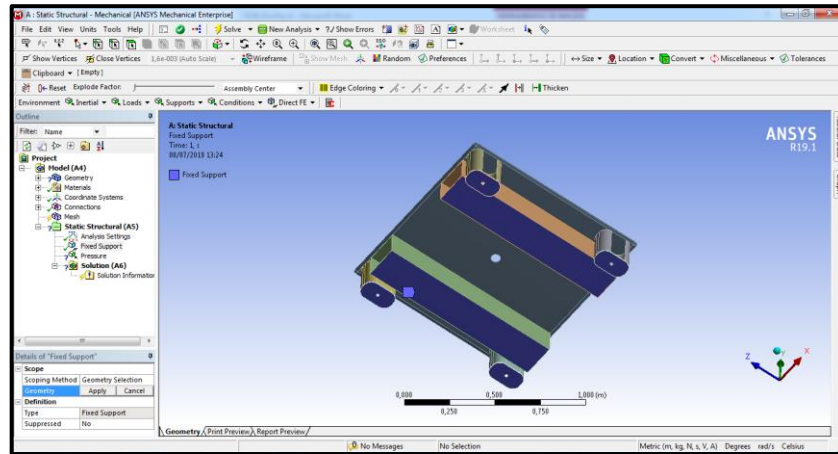 A : Static Structural - Mechanical [ANSYS Mechanical Enterprise]
File Edit View Units Tools Help Solve New Analysis ?/ Show Errors Worksheet
Show Vertices Close Vertices 1,6e-003 (Auto Scale) Wireframe Show Mesh Random Preferences Size Location Convert Miscellaneous Tolerances
Clipboard [Empty]
Reset Explode Factor: Assembly Center Edge Coloring Thicken
Environment Inertial Loads Supports Conditions Direct FE
Outline
Filter: Name
Project
Model (A4)
Geometry
Materials
Coordinate Systems
Connections
Mesh
Static Structural (A5)
Analysis Settings
Fixed Support
Pressure
Solution (A6)
Solution Informatio
Details of "Fixed Support"
Scope
Scoping Method Geometry Selection
Geometry Apply Cancel
Definition
Type Fixed Support
Suppressed No
A: Static Structural
Fixed Support
Time: 1, s
08/07/2019 13:24
Fixed Support
ANSYS
R19.1
Z Y X
0,000 0,500 1,000 (m)
0,250 0,750
Geometry Print Preview Report Preview
No Messages No Selection Metric (m, kg, N, s, V, A) Degrees rad/s Celsius